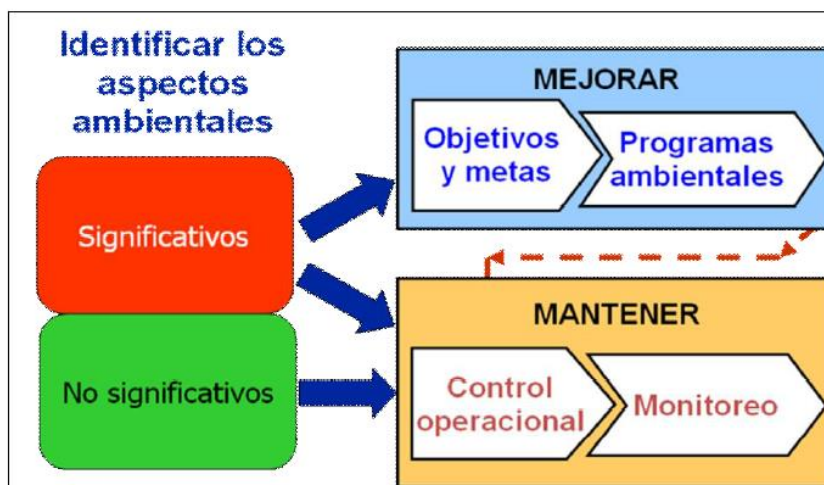 Identificar los
aspectos
ambientales
Significativos
No significativos
MEJORAR
Objetivos
y metas
Programas
ambientales
MANTENER
Control
operacional
Monitoreo